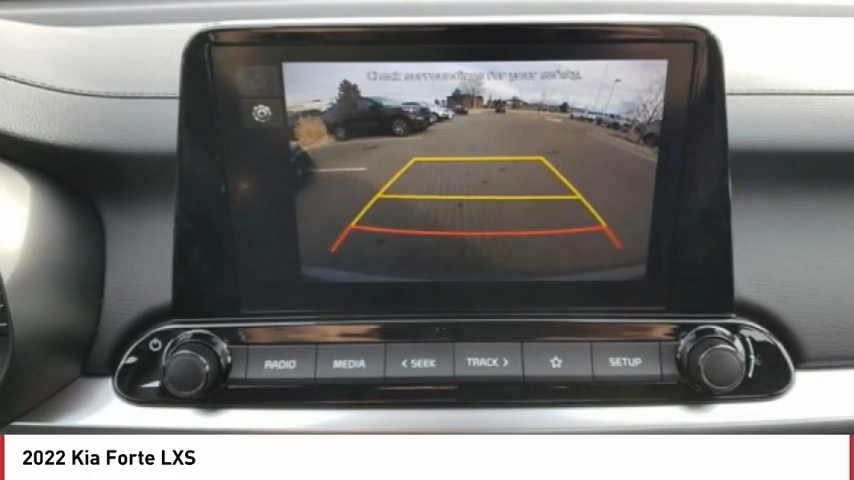 Check surroundings for your safety.
RADIO MEDIA < SEEK TRACK > ☆ SETUP
2022 Kia Forte LXS